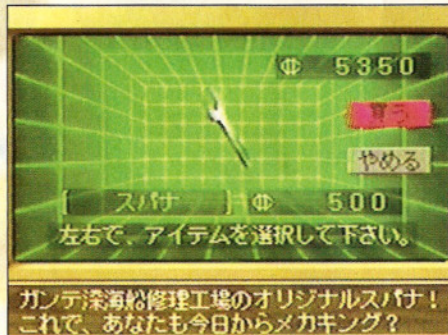 5350
買う
やめる
スパナ 500
左右で、アイテムを選択して下さい。
ガンテ深海船修理工場のオリジナルスパナ！
これで、あなたも今日からメカキング？